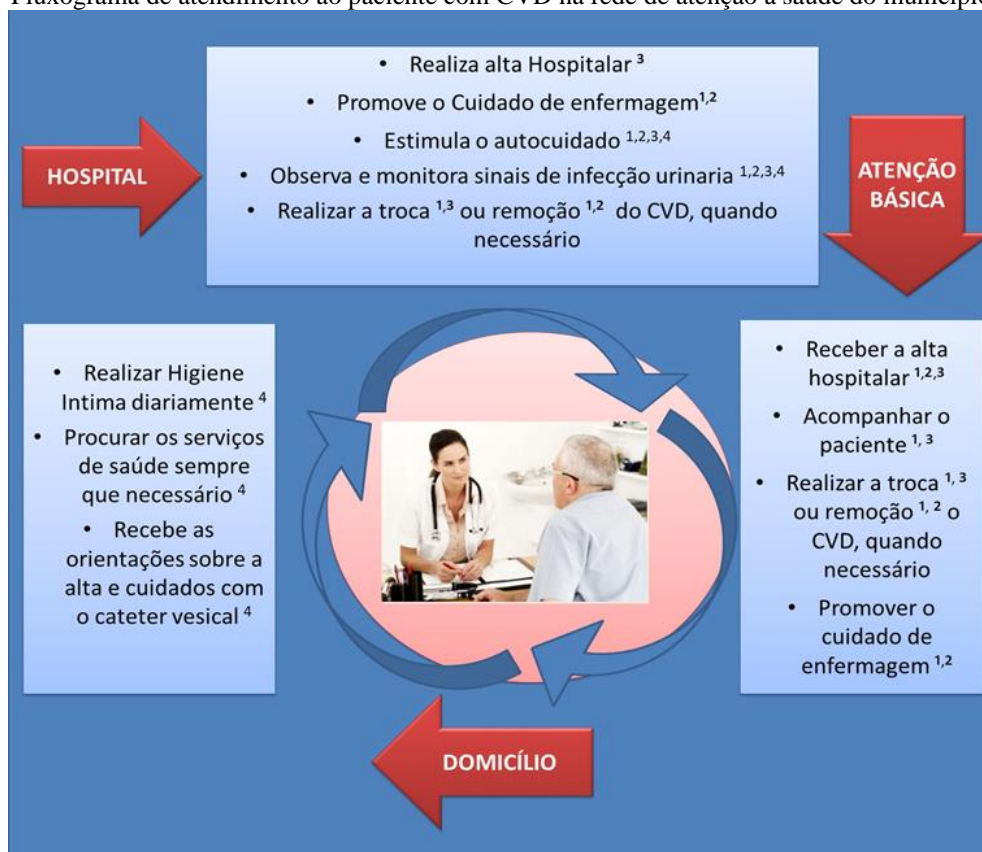 Fluxograma de atendimento ao paciente com CVD na rede de atenção à saúde do município
HOSPITAL
• Realiza alta Hospitalar ³
• Promove o Cuidado de enfermagem¹,²
• Estimula o autocuidado ¹,²,³,⁴
• Observa e monitora sinais de infecção urinaria ¹,²,³,⁴
• Realizar a troca ¹,³ ou remoção ¹,² do CVD, quando
necessário
ATENÇÃO
BÁSICA
• Receber a alta
hospitalar ¹,²,³
• Acompanhar o
paciente ¹, ³
• Realizar a troca ¹, ³
ou remoção ¹, ² o
CVD, quando
necessário
• Promover o
cuidado de
enfermagem ¹,²
DOMICÍLIO
• Realizar Higiene
Intima diariamente ⁴
• Procurar os serviços
de saúde sempre
que necessário ⁴
• Recebe as
orientações sobre a
alta e cuidados com
o cateter vesical ⁴